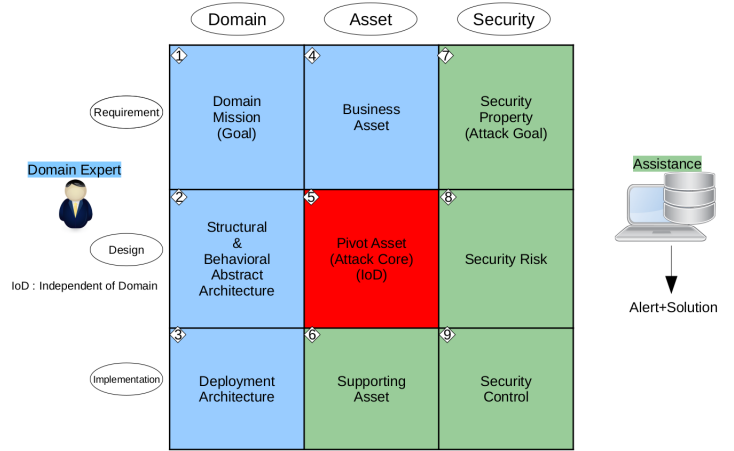 Domain
Asset
Security
1
4
7
Requirement
Domain
Mission
(Goal)
Business
Asset
Security
Property
(Attack Goal)
Domain Expert
Assistance
2
5
8
Design
Structural
&
Behavioral
Abstract
Architecture
Pivot Asset
(Attack Core)
(IoD)
Security Risk
IoD : Independent of Domain
Alert+Solution
3
6
9
Implementation
Deployment
Architecture
Supporting
Asset
Security
Control